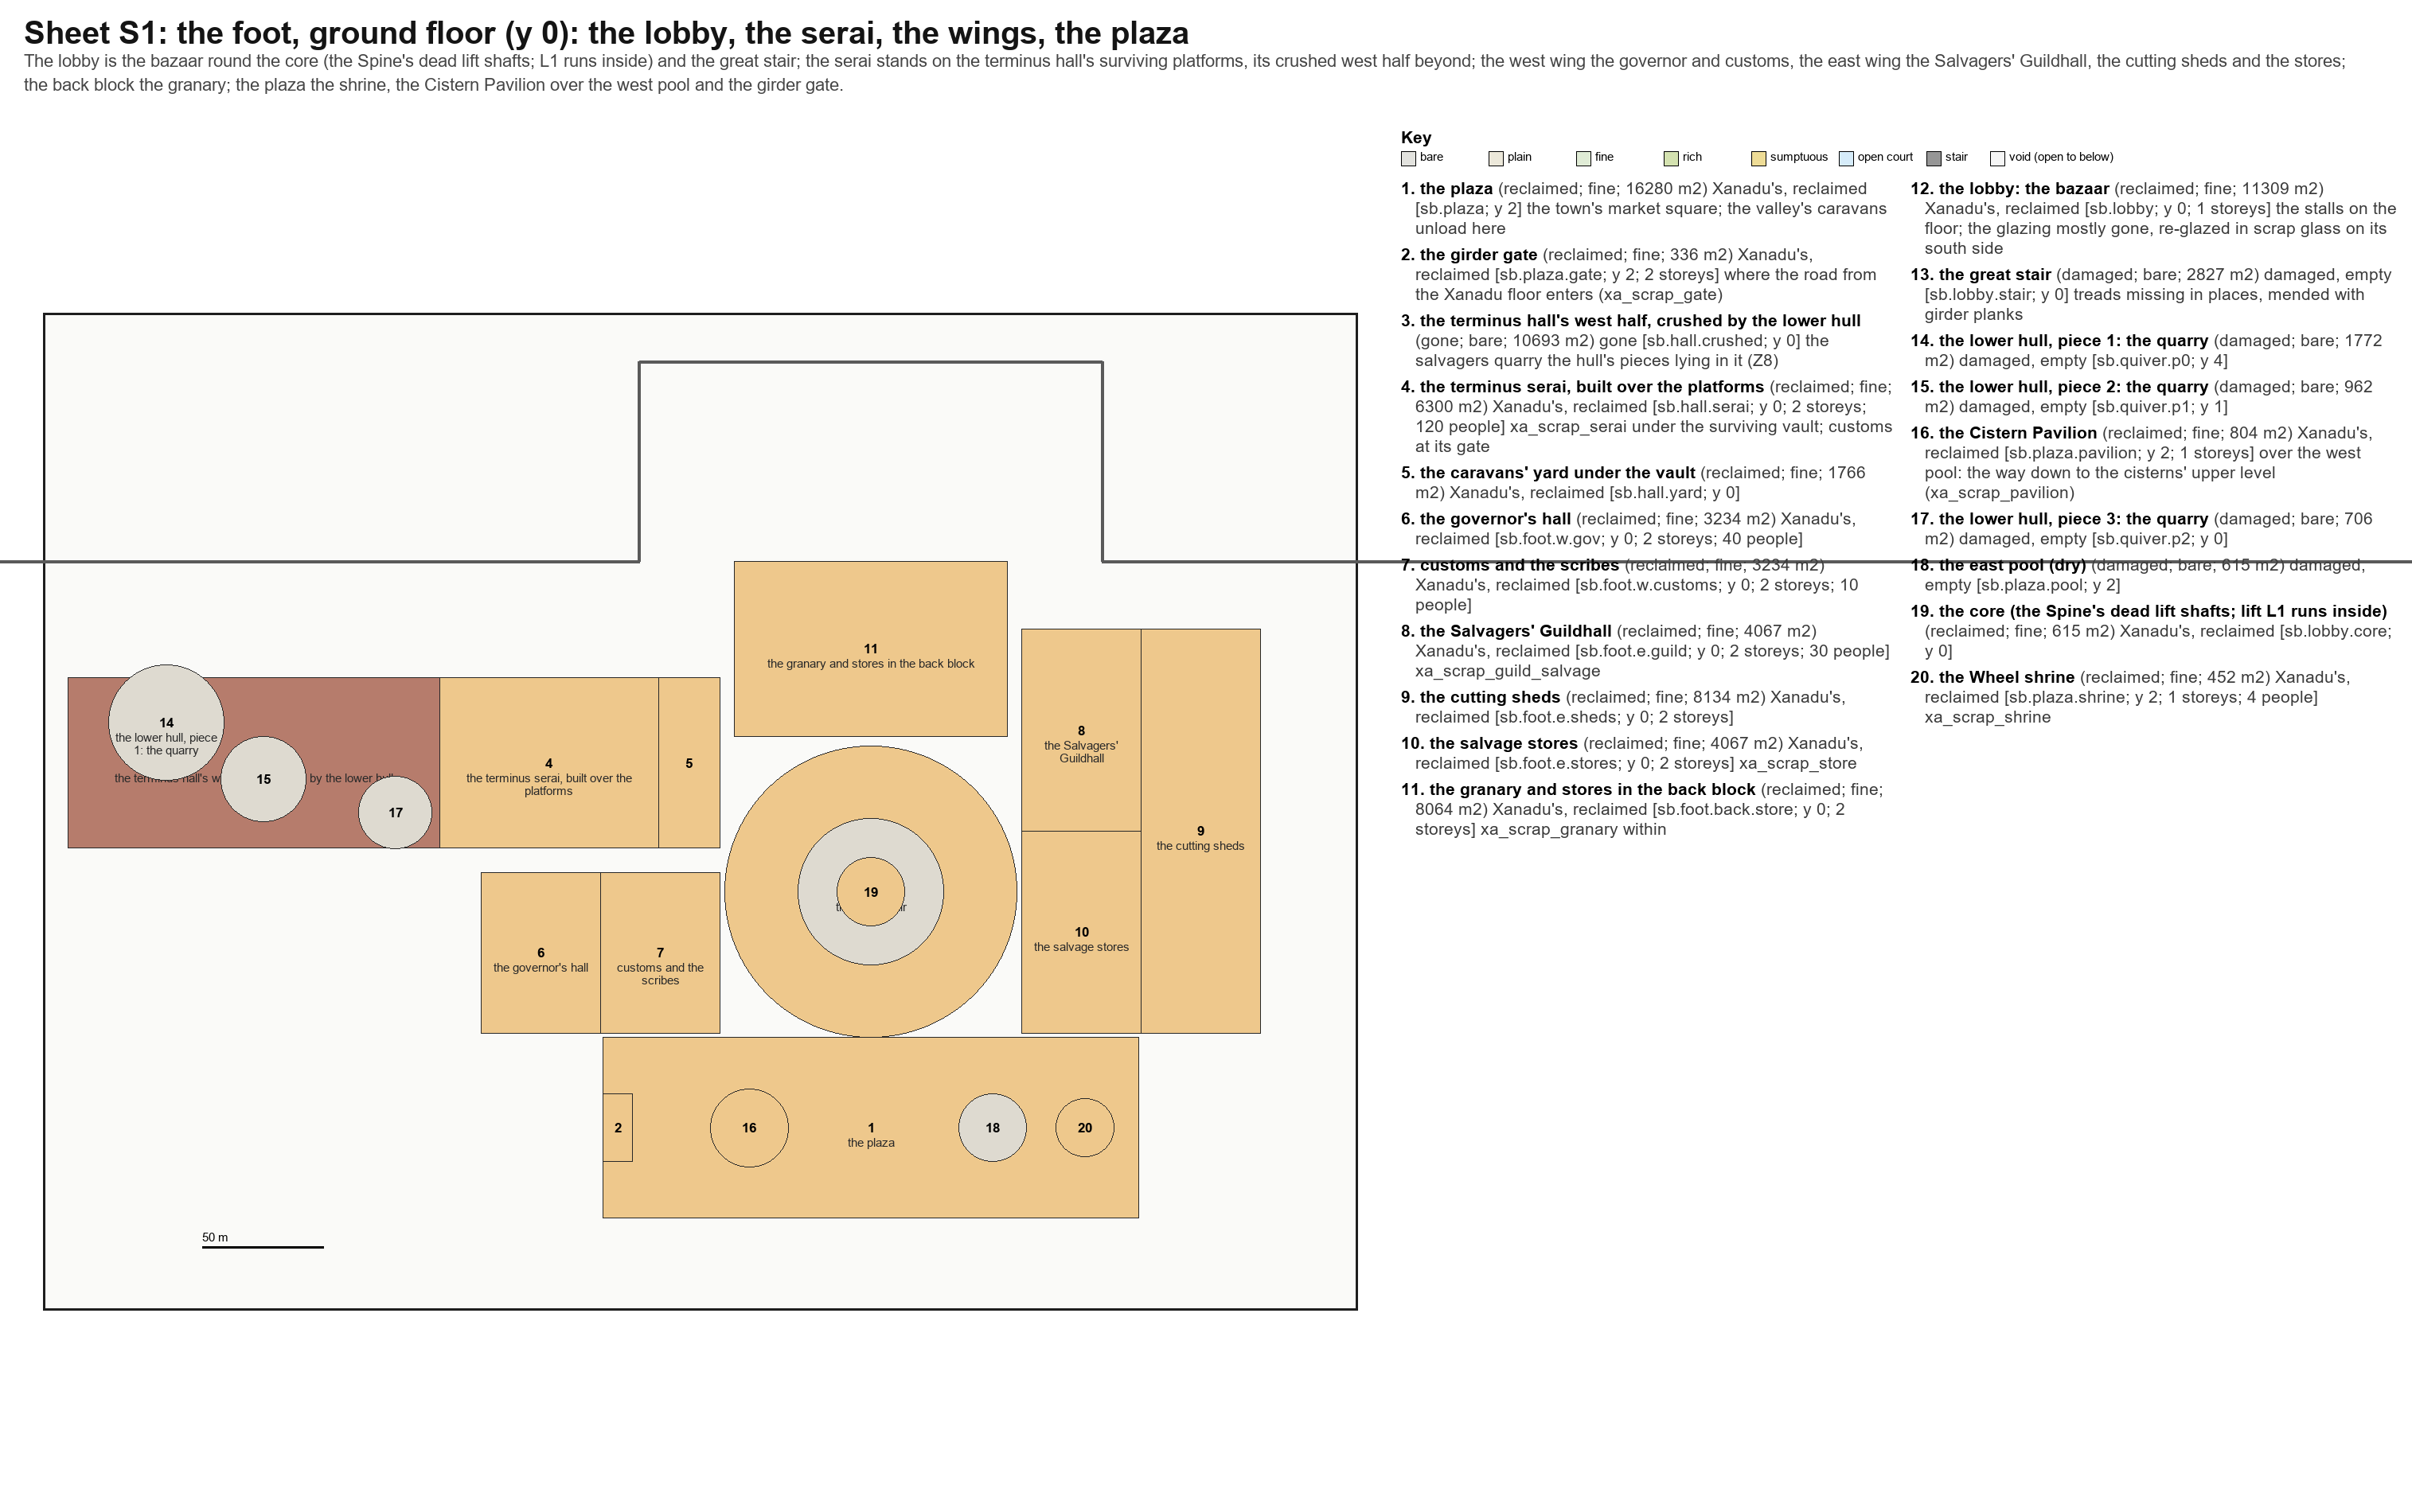 Sheet S1: the foot, ground floor (y 0): the lobby, the serai, the wings, the plaza
The lobby is the bazaar round the core (the Spine's dead lift shafts; L1 runs inside) and the great stair; the serai stands on the terminus hall's surviving platforms, its crushed west half beyond; the west wing the governor and customs, the east wing the Salvagers' Guildhall, the cutting sheds and the stores;
the back block the granary; the plaza the shrine, the Cistern Pavilion over the west pool and the girder gate.
Key
bare plain fine rich sumptuous open court stair void (open to below)
1. the plaza (reclaimed; fine; 16280 m2) Xanadu's, reclaimed
[sb.plaza; y 2] the town's market square; the valley's caravans
unload here
2. the girder gate (reclaimed; fine; 336 m2) Xanadu's,
reclaimed [sb.plaza.gate; y 2; 2 storeys] where the road from
the Xanadu floor enters (xa_scrap_gate)
3. the terminus hall's west half, crushed by the lower hull
(gone; bare; 10693 m2) gone [sb.hall.crushed; y 0] the
salvagers quarry the hull's pieces lying in it (Z8)
4. the terminus serai, built over the platforms (reclaimed; fine;
6300 m2) Xanadu's, reclaimed [sb.hall.serai; y 0; 2 storeys;
120 people] xa_scrap_serai under the surviving vault; customs
at its gate
5. the caravans' yard under the vault (reclaimed; fine; 1766
m2) Xanadu's, reclaimed [sb.hall.yard; y 0]
6. the governor's hall (reclaimed; fine; 3234 m2) Xanadu's,
reclaimed [sb.foot.w.gov; y 0; 2 storeys; 40 people]
7. customs and the scribes (reclaimed; fine; 3234 m2)
Xanadu's, reclaimed [sb.foot.w.customs; y 0; 2 storeys; 10
people]
8. the Salvagers' Guildhall (reclaimed; fine; 4067 m2)
Xanadu's, reclaimed [sb.foot.e.guild; y 0; 2 storeys; 30 people]
xa_scrap_guild_salvage
9. the cutting sheds (reclaimed; fine; 8134 m2) Xanadu's,
reclaimed [sb.foot.e.sheds; y 0; 2 storeys]
10. the salvage stores (reclaimed; fine; 4067 m2) Xanadu's,
reclaimed [sb.foot.e.stores; y 0; 2 storeys] xa_scrap_store
11. the granary and stores in the back block (reclaimed; fine;
8064 m2) Xanadu's, reclaimed [sb.foot.back.store; y 0; 2
storeys] xa_scrap_granary within
12. the lobby: the bazaar (reclaimed; fine; 11309 m2)
Xanadu's, reclaimed [sb.lobby; y 0; 1 storeys] the stalls on the
floor; the glazing mostly gone, re-glazed in scrap glass on its
south side
13. the great stair (damaged; bare; 2827 m2) damaged, empty
[sb.lobby.stair; y 0] treads missing in places, mended with
girder planks
14. the lower hull, piece 1: the quarry (damaged; bare; 1772
m2) damaged, empty [sb.quiver.p0; y 4]
15. the lower hull, piece 2: the quarry (damaged; bare; 962
m2) damaged, empty [sb.quiver.p1; y 1]
16. the Cistern Pavilion (reclaimed; fine; 804 m2) Xanadu's,
reclaimed [sb.plaza.pavilion; y 2; 1 storeys] over the west
pool: the way down to the cisterns' upper level
(xa_scrap_pavilion)
17. the lower hull, piece 3: the quarry (damaged; bare; 706
m2) damaged, empty [sb.quiver.p2; y 0]
18. the east pool (dry) (damaged; bare; 615 m2) damaged,
empty [sb.plaza.pool; y 2]
19. the core (the Spine's dead lift shafts; lift L1 runs inside)
(reclaimed; fine; 615 m2) Xanadu's, reclaimed [sb.lobby.core;
y 0]
20. the Wheel shrine (reclaimed; fine; 452 m2) Xanadu's,
reclaimed [sb.plaza.shrine; y 2; 1 storeys; 4 people]
xa_scrap_shrine
11
the granary and stores in the back block
14
the lower hull, piece
1: the quarry
by the lower
15
17
4
the terminus serai, built over the
platforms
5
8
the Salvagers'
Guildhall
9
the cutting sheds
19
10
the salvage stores
6
the governor's hall
7
customs and the
scribes
2
16
1
the plaza
18
20
50 m